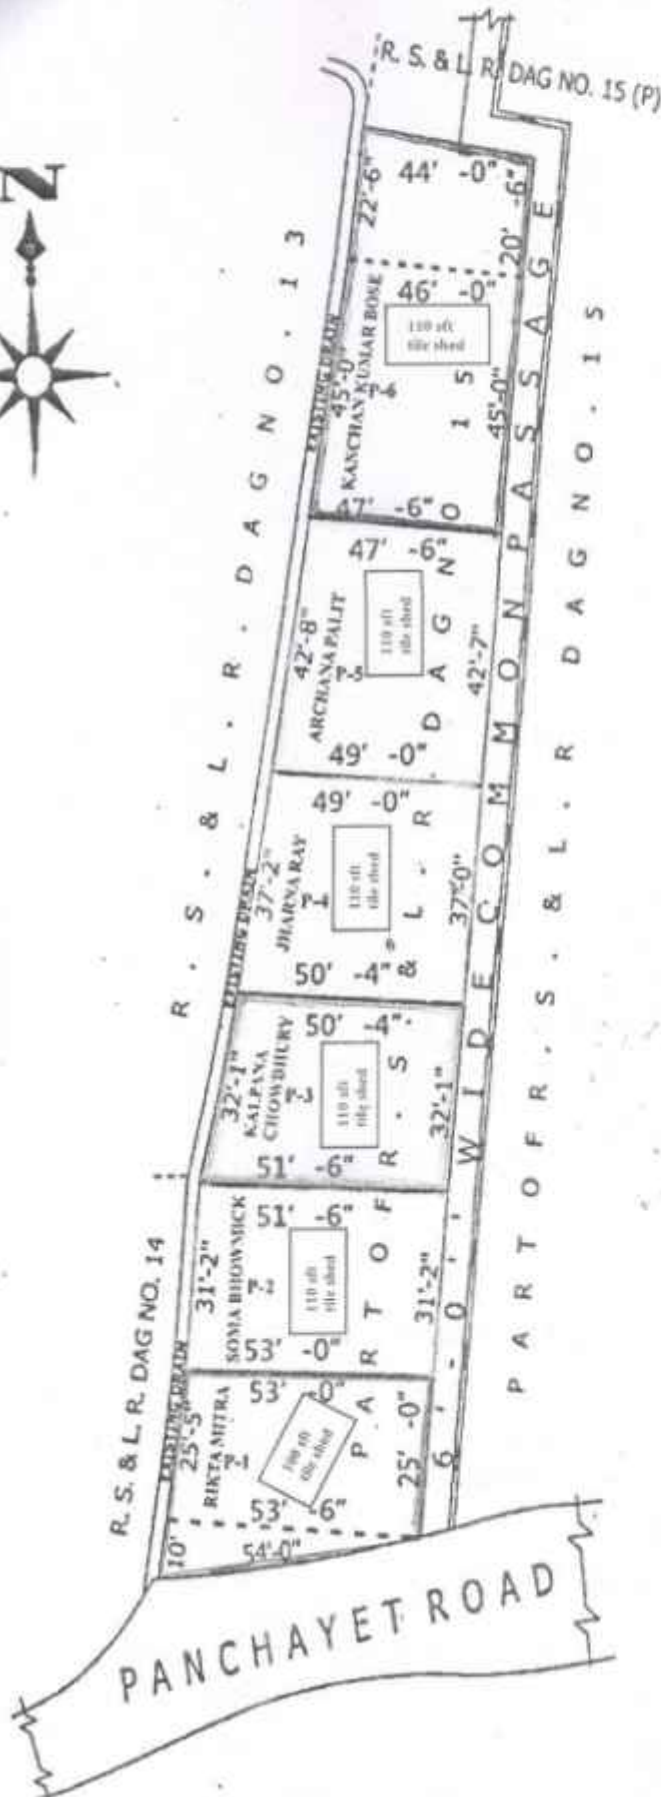 R. S. & L. R. DAG NO. 15 (P)
N
44' -0"
22'-6"
20' -6"
46' -0"
110 sft
tile shed
R . S . & L . R . DAG NO . 13
EXISTING DRAIN
45'-0"
KANCHAN KUMAR BOSE
P-6
45'-0"
47' -6"
47' -6"
110 sft
tile shed
42'-8"
ARCHANA PALIT
P-5
42'-7"
49' -0"
49' -0"
EXISTING DRAIN
37'-2"
JHARNA RAY
P-4
110 sft
tile shed
37'-0"
50' -4"
50' -4"
32'-1"
KALPANA
CHOWDHURY
P-3
110 sft
tile shed
32'-1"
51' -6"
51' -6"
31'-2"
SOMA BHOWMICK
P-2
110 sft
tile shed
31'-2"
53' -0"
R. S. & L. R. DAG NO. 14
EXISTING DRAIN
53' -0"
25'-5"
RIKTA MITRA
P-1
100 sft
tile shed
25' -0"
53' -6"
10'
54'-0"
PART OF R . S & L . R . DAG NO 15
6' - 0" WIDE COMMON PASSAGE
PART OF R . S . & L . R DAG NO . 15
PANCHAYET ROAD